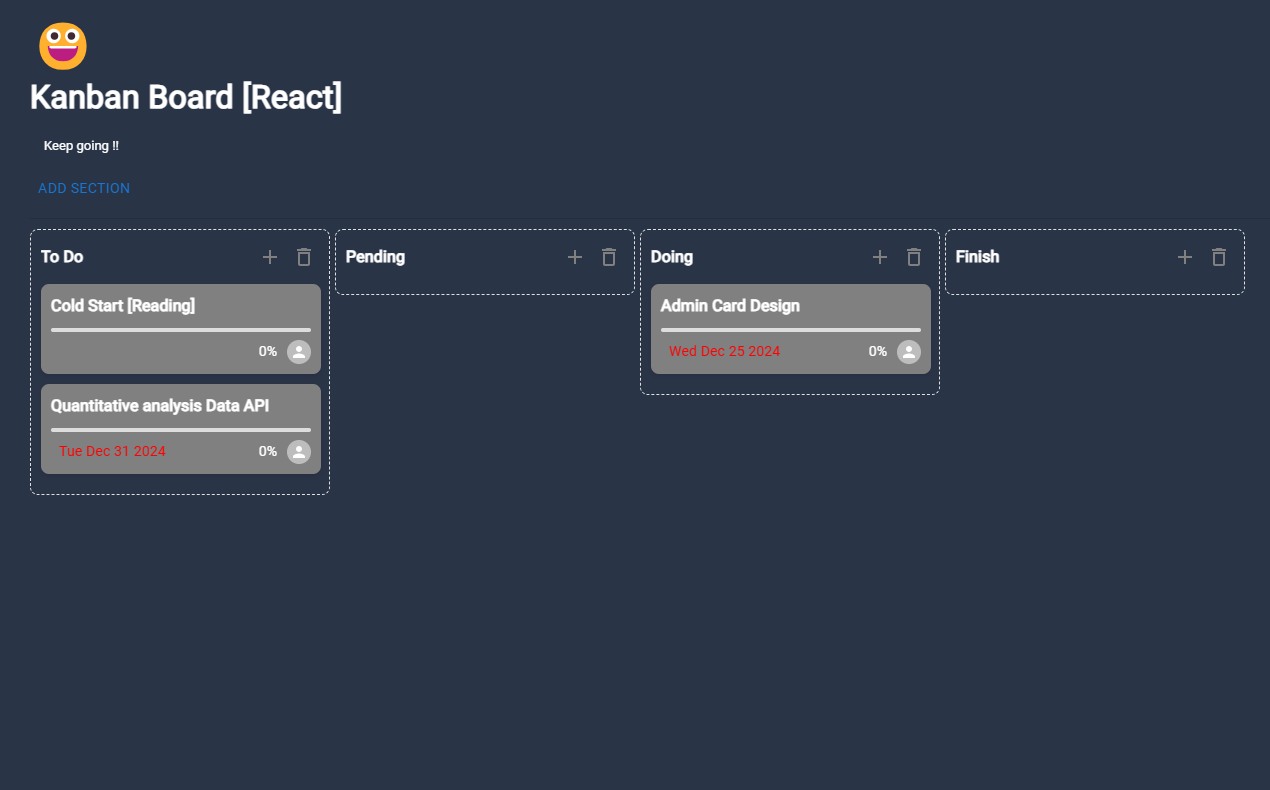 Kanban Board [React]
Keep going !!
ADD SECTION
To Do
Cold Start [Reading]
0%
Quantitative analysis Data API
Tue Dec 31 2024 0%
Pending
Doing
Admin Card Design
Wed Dec 25 2024 0%
Finish